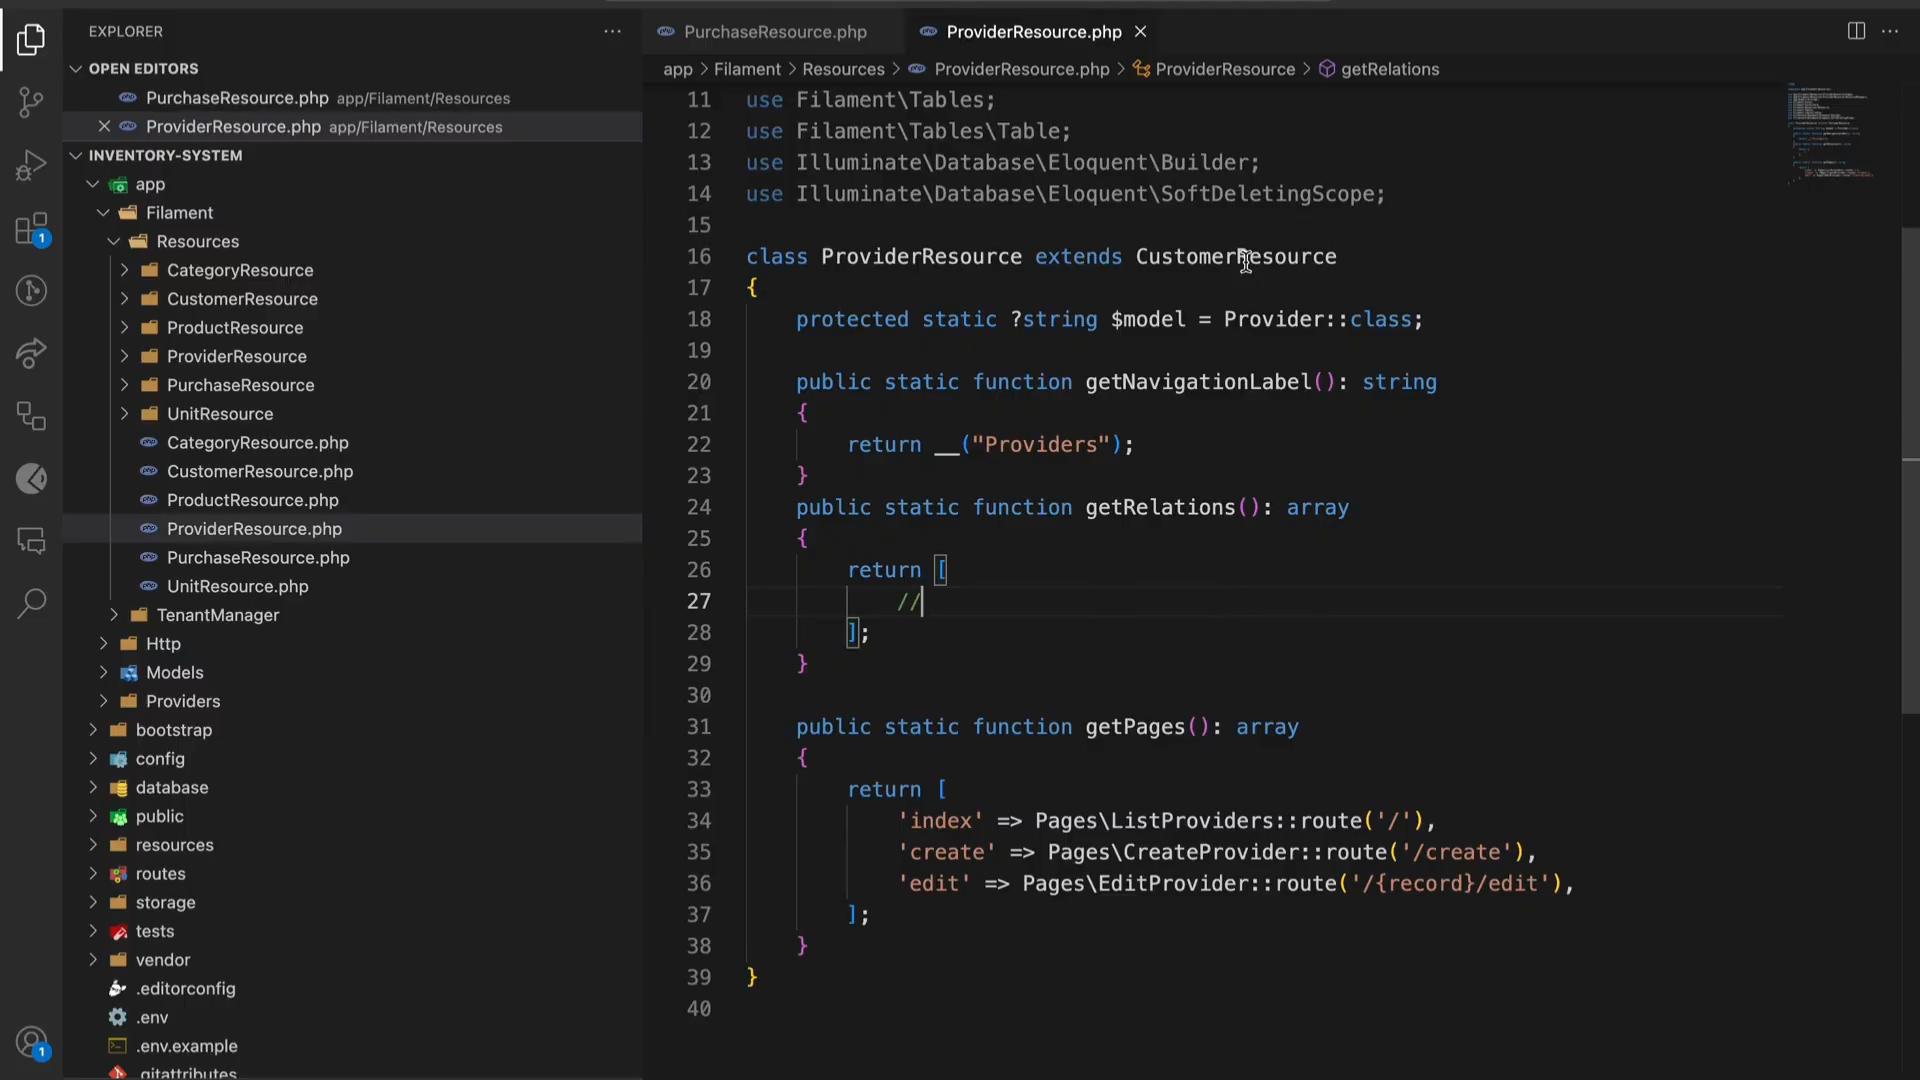 EXPLORER
OPEN EDITORS
PurchaseResource.php app/Filament/Resources
ProviderResource.php app/Filament/Resources
INVENTORY-SYSTEM
app
Filament
Resources
CategoryResource
CustomerResource
ProductResource
ProviderResource
PurchaseResource
UnitResource
CategoryResource.php
CustomerResource.php
ProductResource.php
ProviderResource.php
PurchaseResource.php
UnitResource.php
TenantManager
Http
Models
Providers
bootstrap
config
database
public
resources
routes
storage
tests
vendor
.editorconfig
.env
.env.example
.gitattributes
1
1
PurchaseResource.php
ProviderResource.php
app > Filament > Resources > ProviderResource.php > ProviderResource > getRelations
11 use Filament\Tables;
12 use Filament\Tables\Table;
13 use Illuminate\Database\Eloquent\Builder;
14 use Illuminate\Database\Eloquent\SoftDeletingScope;
15
16 class ProviderResource extends CustomerResource
17 {
18 protected static ?string $model = Provider::class;
19
20 public static function getNavigationLabel(): string
21 {
22 return __("Providers");
23 }
24 public static function getRelations(): array
25 {
26 return [
27 //
28 ];
29 }
30
31 public static function getPages(): array
32 {
33 return [
34 'index' => Pages\ListProviders::route('/'),
35 'create' => Pages\CreateProvider::route('/create'),
36 'edit' => Pages\EditProvider::route('/{record}/edit'),
37 ];
38 }
39 }
40